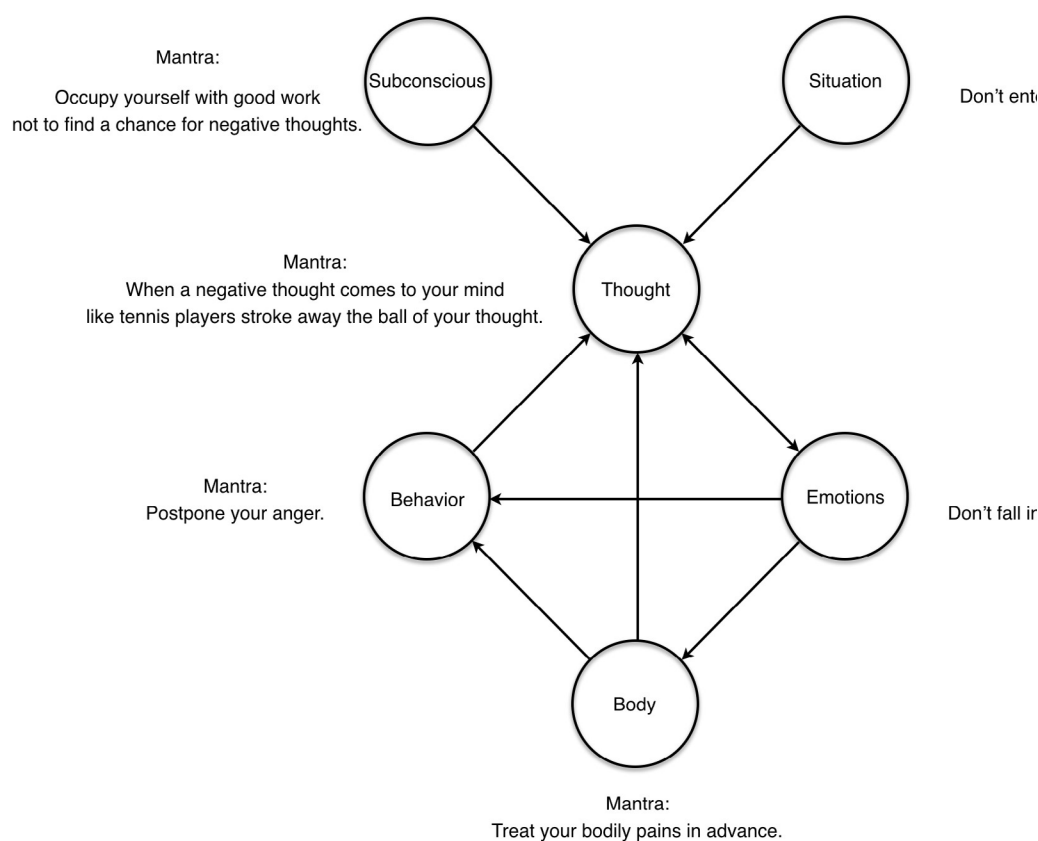 Mantra:
Occupy yourself with good work
not to find a chance for negative thoughts.
Subconscious
Situation
Don't
Mantra:
When a negative thought comes to your mind
like tennis players stroke away the ball of your thought.
Thought
Mantra:
Postpone your anger.
Behavior
Emotions
Don't fall
Body
Mantra:
Treat your bodily pains in advance.